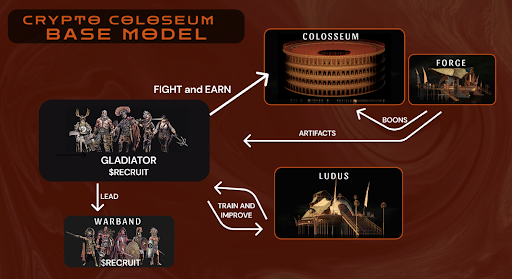 CRYPTO COLOSEUM
BASE MODEL
COLOSSEUM
FORGE
FIGHT and EARN
BOONS
ARTIFACTS
GLADIATOR
$RECRUIT
LUDUS
LEAD
TRAIN AND
IMPROVE
WARBAND
$RECRUIT